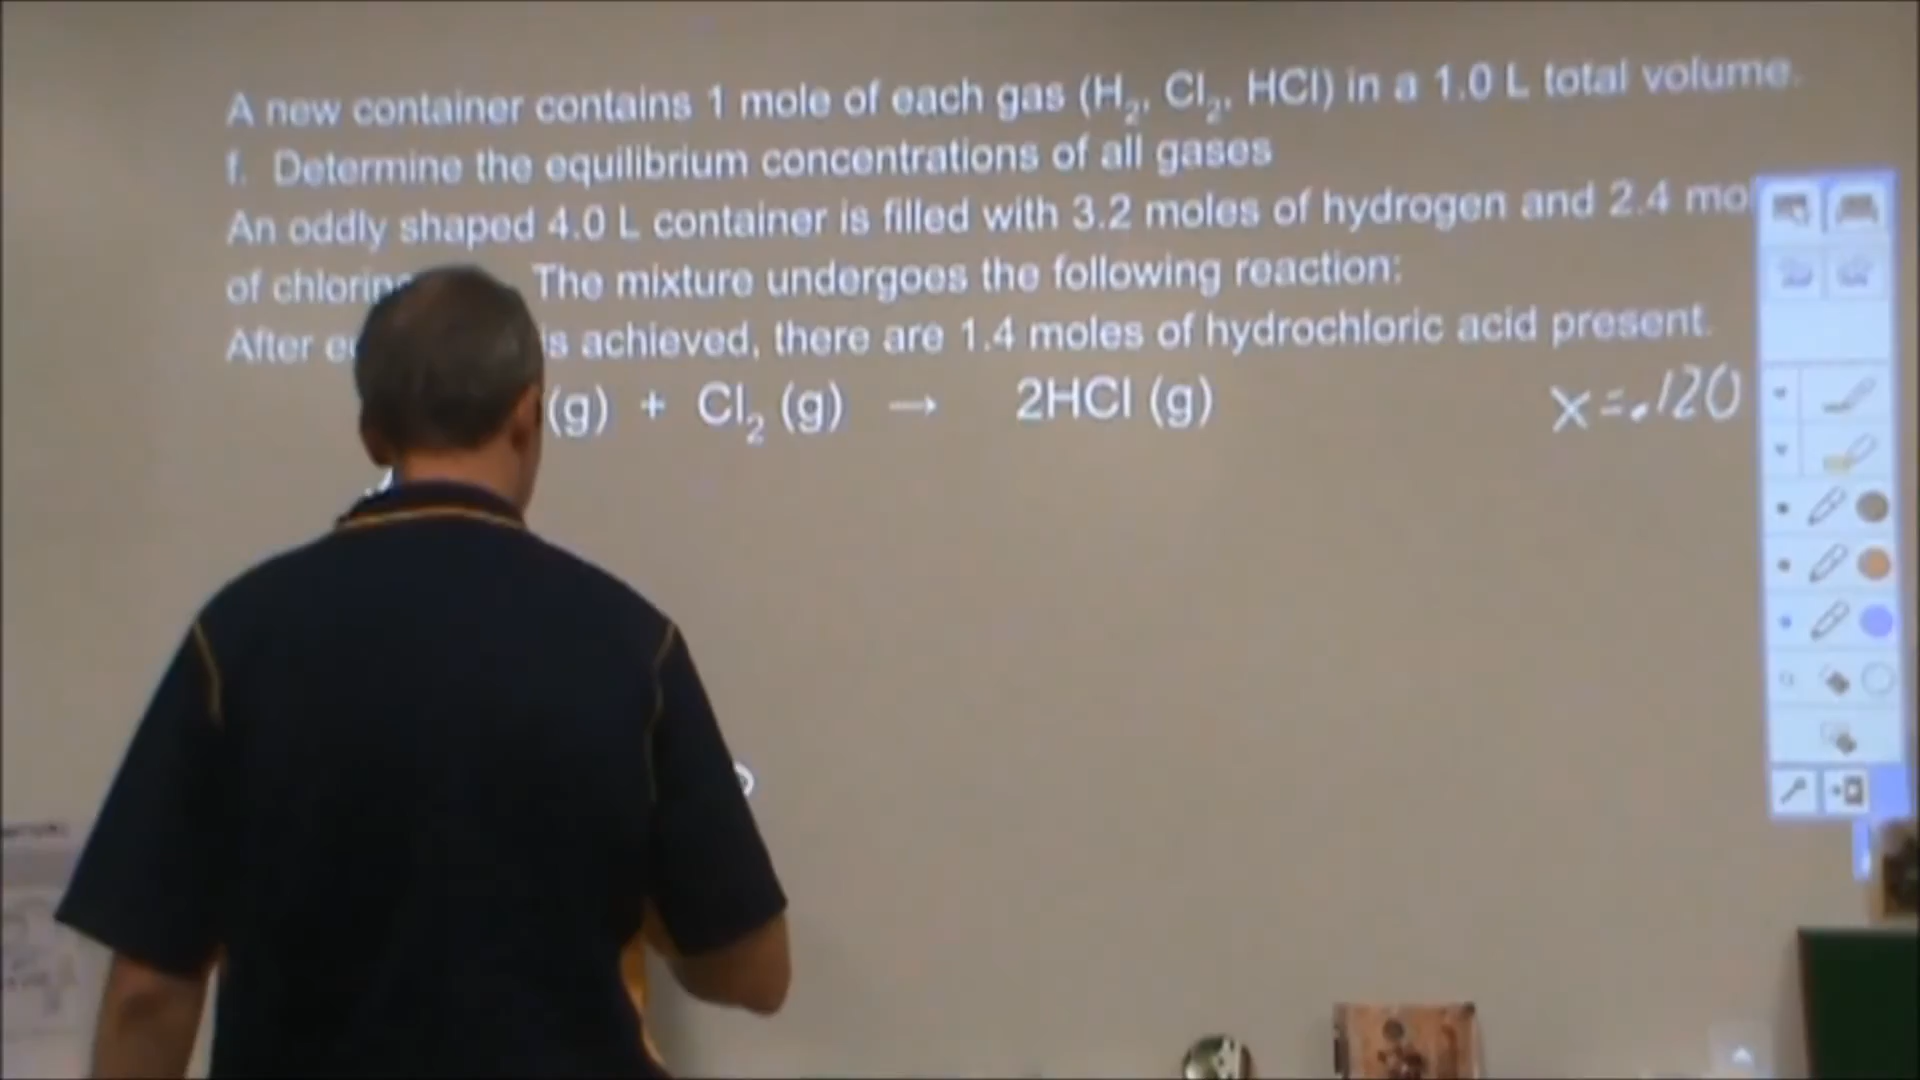 A new container contains 1 mole of each gas (H₂, Cl₂, HCl) in a 1.0 L total volume.
f. Determine the equilibrium concentrations of all gases
An oddly shaped 4.0 L container is filled with 3.2 moles of hydrogen and 2.4 mo
of chlorine The mixture undergoes the following reaction:
After is achieved, there are 1.4 moles of hydrochloric acid present.
(g) + Cl₂ (g) → 2HCl (g)
x = .120